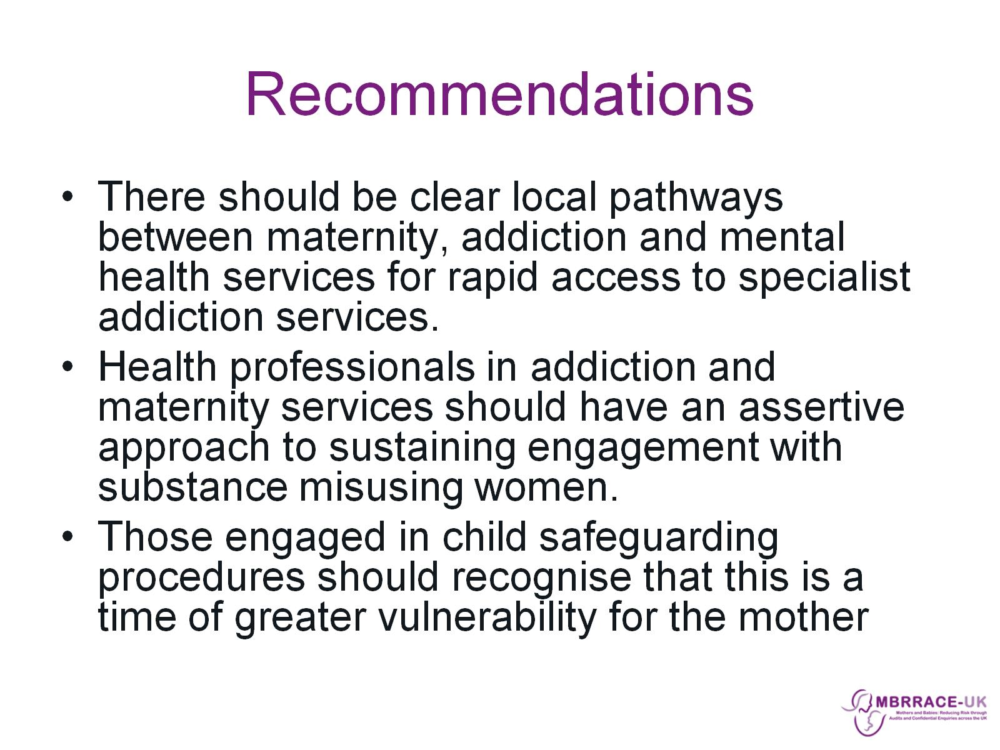 Recommendations
• There should be clear local pathways
between maternity, addiction and mental
health services for rapid access to specialist
addiction services.
• Health professionals in addiction and
maternity services should have an assertive
approach to sustaining engagement with
substance misusing women.
• Those engaged in child safeguarding
procedures should recognise that this is a
time of greater vulnerability for the mother
MBRRACE-UK
Mothers and Babies: Reducing Risk through
Audits and Confidential Enquiries across the UK